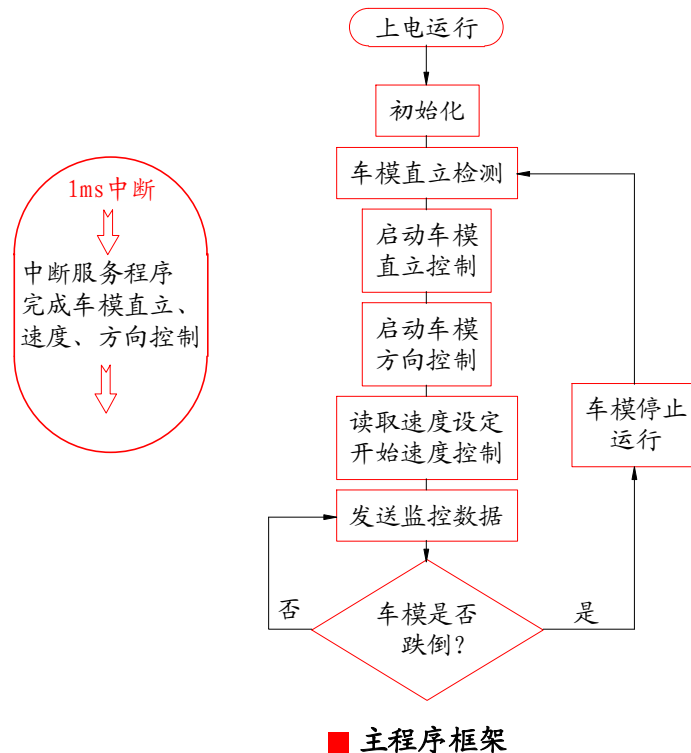 上电运行
初始化
车模直立检测
启动车模
直立控制
启动车模
方向控制
读取速度设定
开始速度控制
发送监控数据
车模是否
跌倒?
否
是
车模停止
运行
1ms中断
中断服务程序
完成车模直立、
速度、方向控制
主程序框架